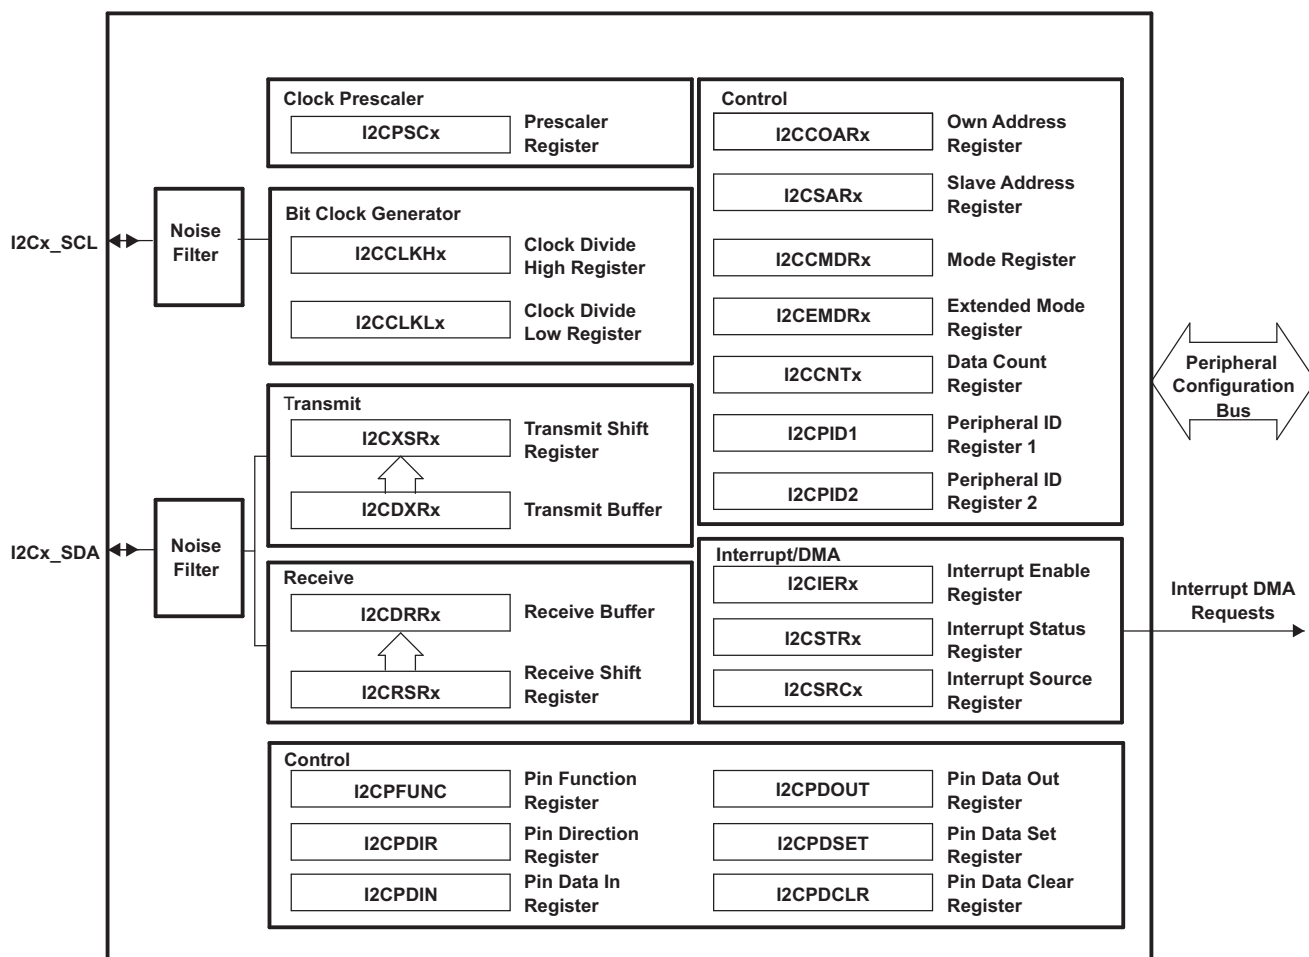 Clock Prescaler
I2CPSCx
Prescaler
Register
Control
I2CCOARx
Own Address
Register
I2CSARx
Slave Address
Register
I2CCMDRx
Mode Register
I2CEMDRx
Extended Mode
Register
I2CCNTx
Data Count
Register
I2CPID1
Peripheral ID
Register 1
I2CPID2
Peripheral ID
Register 2
I2Cx_SCL
Noise
Filter
Bit Clock Generator
I2CCLKHx
Clock Divide
High Register
I2CCLKLx
Clock Divide
Low Register
Peripheral
Configuration
Bus
Transmit
I2CXSRx
Transmit Shift
Register
I2CDXRx
Transmit Buffer
I2Cx_SDA
Noise
Filter
Receive
I2CDRRx
Receive Buffer
I2CRSRx
Receive Shift
Register
Interrupt/DMA
I2CIERx
Interrupt Enable
Register
I2CSTRx
Interrupt Status
Register
I2CSRCx
Interrupt Source
Register
Interrupt DMA
Requests
Control
I2CPFUNC
Pin Function
Register
I2CPDIR
Pin Direction
Register
I2CPDIN
Pin Data In
Register
I2CPDOUT
Pin Data Out
Register
I2CPDSET
Pin Data Set
Register
I2CPDCLR
Pin Data Clear
Register